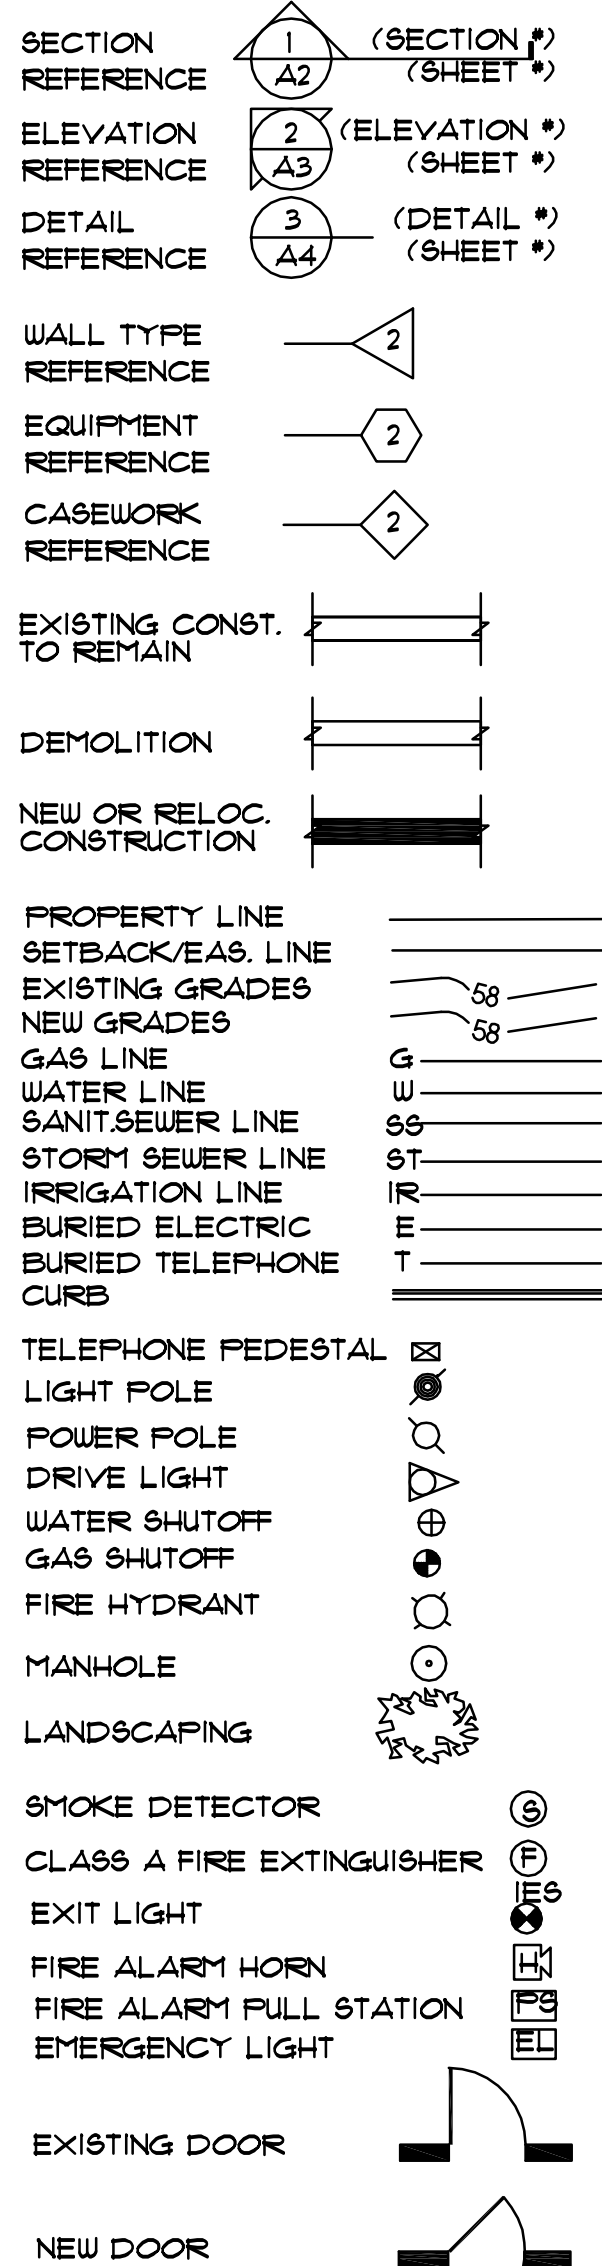 SECTION 1 (SECTION #)
REFERENCE A2 (SHEET #)
ELEVATION 2 (ELEVATION #)
REFERENCE A3 (SHEET #)
DETAIL 3 (DETAIL #)
REFERENCE A4 (SHEET #)
WALL TYPE
REFERENCE 2
EQUIPMENT
REFERENCE 2
CASEWORK
REFERENCE 2
EXISTING CONST.
TO REMAIN
DEMOLITION
NEW OR RELOC.
CONSTRUCTION
PROPERTY LINE
SETBACK/EAS. LINE
EXISTING GRADES 58
NEW GRADES 58
GAS LINE G
WATER LINE W
SANIT.SEWER LINE SS
STORM SEWER LINE ST
IRRIGATION LINE IR
BURIED ELECTRIC E
BURIED TELEPHONE T
CURB
TELEPHONE PEDESTAL
LIGHT POLE
POWER POLE
DRIVE LIGHT
WATER SHUTOFF
GAS SHUTOFF
FIRE HYDRANT
MANHOLE
LANDSCAPING
SMOKE DETECTOR S
CLASS A FIRE EXTINGUISHER F
IES
EXIT LIGHT
FIRE ALARM HORN H
FIRE ALARM PULL STATION PS
EMERGENCY LIGHT EL
EXISTING DOOR
NEW DOOR